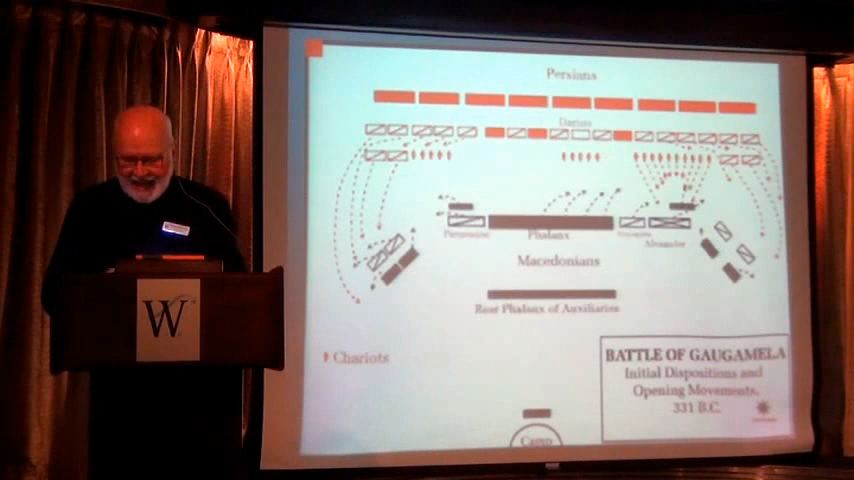 Persians
Darius
Phalanx
Alexander
Macedonians
Rear Phalanx of Auxiliaries
Chariots
BATTLE OF GAUGAMELA
Initial Dispositions and
Opening Movements,
331 B.C.
Camp
W